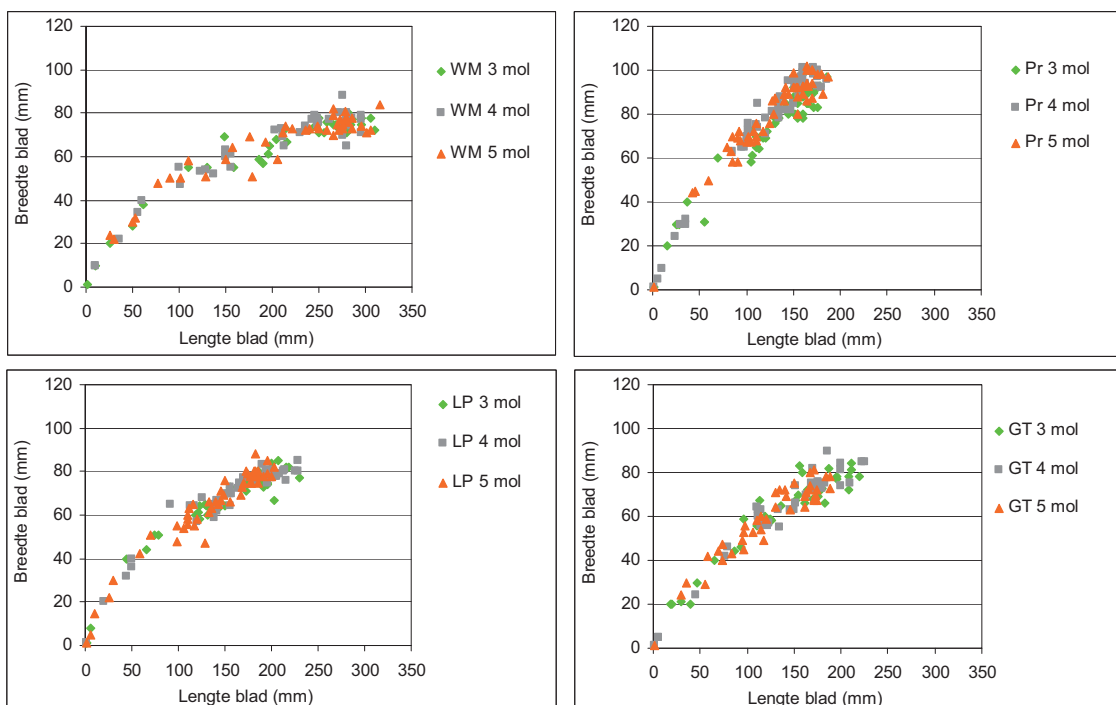 120
100
80
60
40
20
0
Breedte blad (mm)
0 50 100 150 200 250 300 350
Lengte blad (mm)
WM 3 mol
WM 4 mol
WM 5 mol
120
100
80
60
40
20
0
Breedte blad (mm)
0 50 100 150 200 250 300 350
Lengte blad (mm)
Pr 3 mol
Pr 4 mol
Pr 5 mol
120
100
80
60
40
20
0
Breedte blad (mm)
0 50 100 150 200 250 300 350
Lengte blad (mm)
LP 3 mol
LP 4 mol
LP 5 mol
120
100
80
60
40
20
0
Breedte blad (mm)
0 50 100 150 200 250 300 350
Lengte blad (mm)
GT 3 mol
GT 4 mol
GT 5 mol